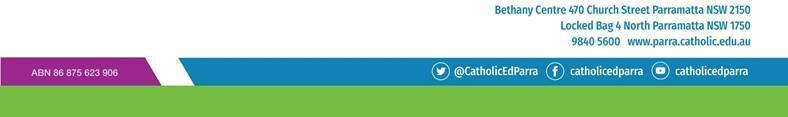 Bethany Centre 470 Church Street Parramatta NSW 2150
Locked Bag 4 North Parramatta NSW 1750
9840 5600 www.parra.catholic.edu.au
ABN 86 875 623 906 @CatholicEdParra catholicedparra catholicedparra